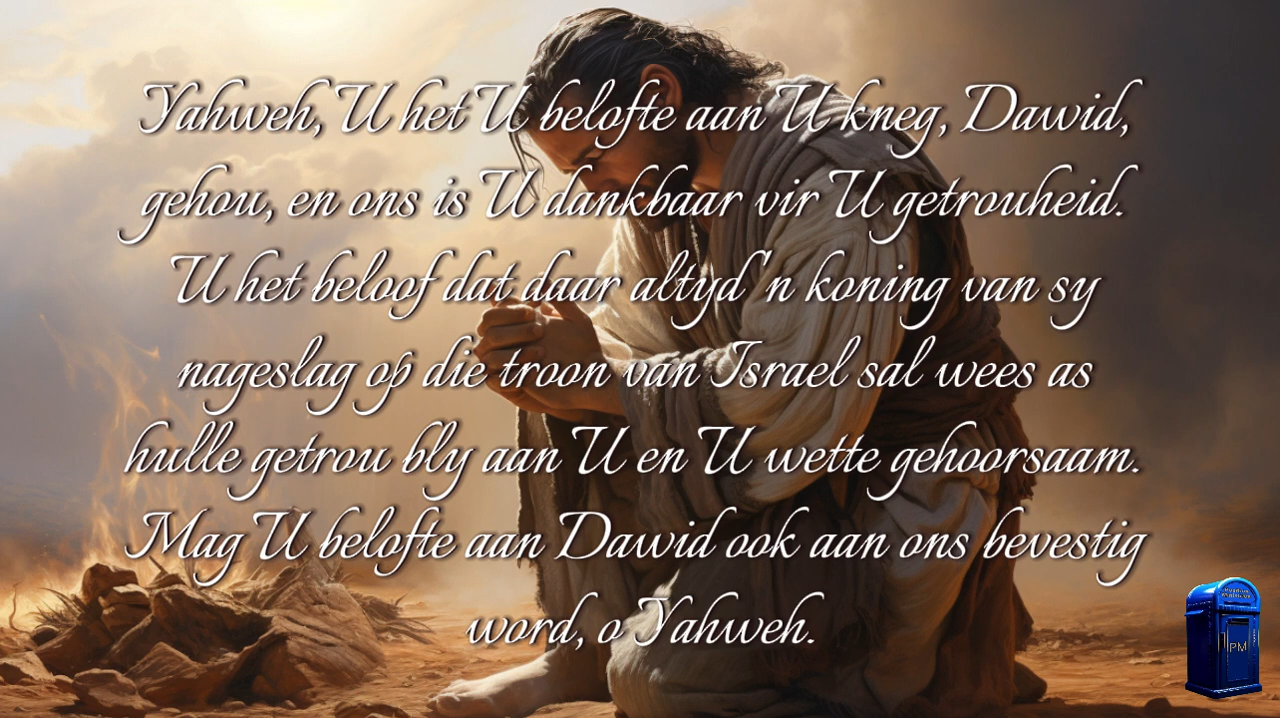 Yahweh, U het U belofte aan U kneg, Dawid,
gehou, en ons is U dankbaar vir U getrouheid.
U het beloof dat daar altyd 'n koning van sy
nageslag op die troon van Israel sal wees as
hulle getrou bly aan U en U wette gehoorsaam.
Mag U belofte aan Dawid ook aan ons bevestig
word, o Yahweh.
PM